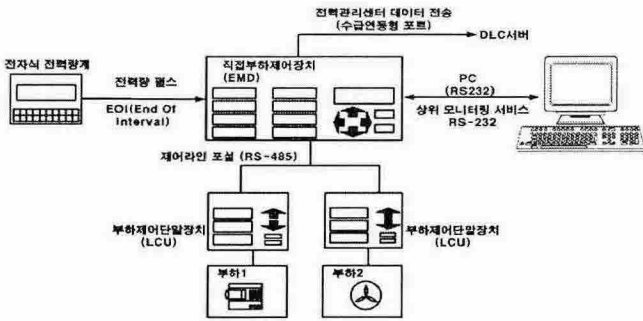 전력관리센터 데이터 전송
(수급연동형 포트)
DLC서버
전자식 전력량계
직접부하제어장치
(EMD)
전력량 펄스
EOI(End Of
Interval)
PC
(RS232)
상위 모니터링 서비스
RS-232
제어라인 포설 (RS-485)
부하제어단말장치
(LCU)
부하제어단말장치
(LCU)
부하1
부하2